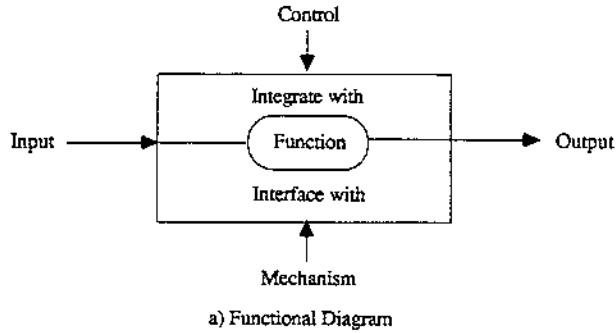 Control
Integrate with
Input
Function
Output
Interface with
Mechanism
a) Functional Diagram